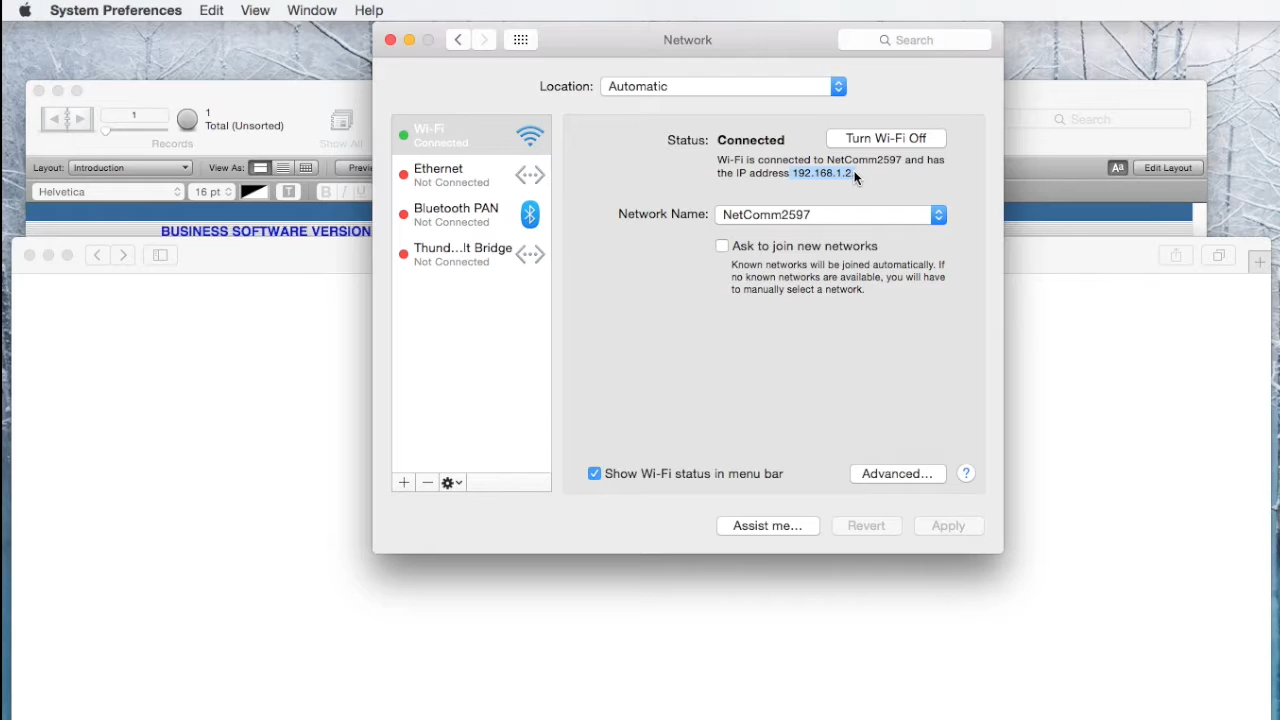 System Preferences Edit View Window Help
Network
Search
Location: Automatic
1
1
Total (Unsorted)
Records
Show All
Search
Layout: Introduction View As: Previ
Aa Edit Layout
Helvetica 16 pt T B I U
BUSINESS SOFTWARE VERSION
Wi-Fi
Connected
Ethernet
Not Connected
Bluetooth PAN
Not Connected
Thund...lt Bridge
Not Connected
Status: Connected Turn Wi-Fi Off
Wi-Fi is connected to NetComm2597 and has
the IP address 192.168.1.2.
Network Name: NetComm2597
Ask to join new networks
Known networks will be joined automatically. If
no known networks are available, you will have
to manually select a network.
Show Wi-Fi status in menu bar Advanced... ?
Assist me... Revert Apply